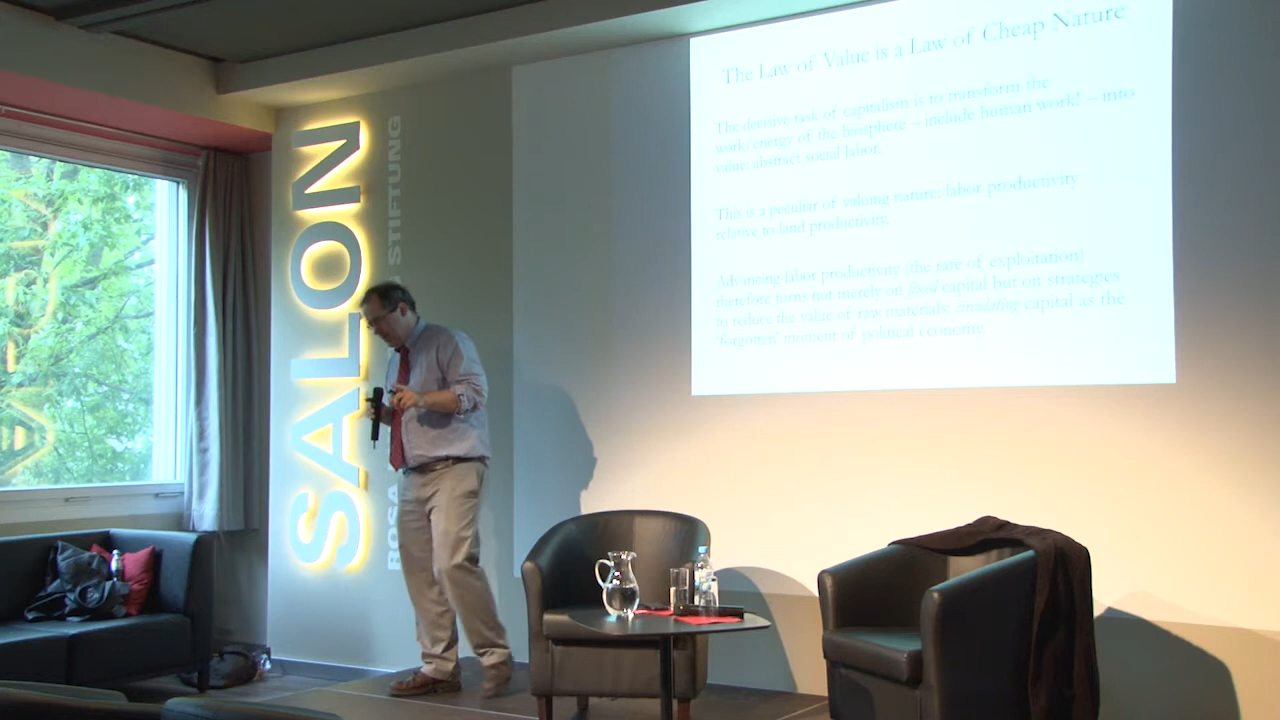 SALON
ROSA
G STIFTUNG
The Law of Value is a Law of Cheap Nature
The decisive task of capitalism is to transform the
work/energy of the biosphere – include human work! – into
value: abstract social labor.
This is a peculiar of valuing nature: labor productivity
relative to land productivity.
Advancing labor productivity (the rate of exploitation)
therefore turns not merely on fixed capital but on strategies
to reduce the value of raw materials: circulating capital as the
'forgotten' moment of political economy.